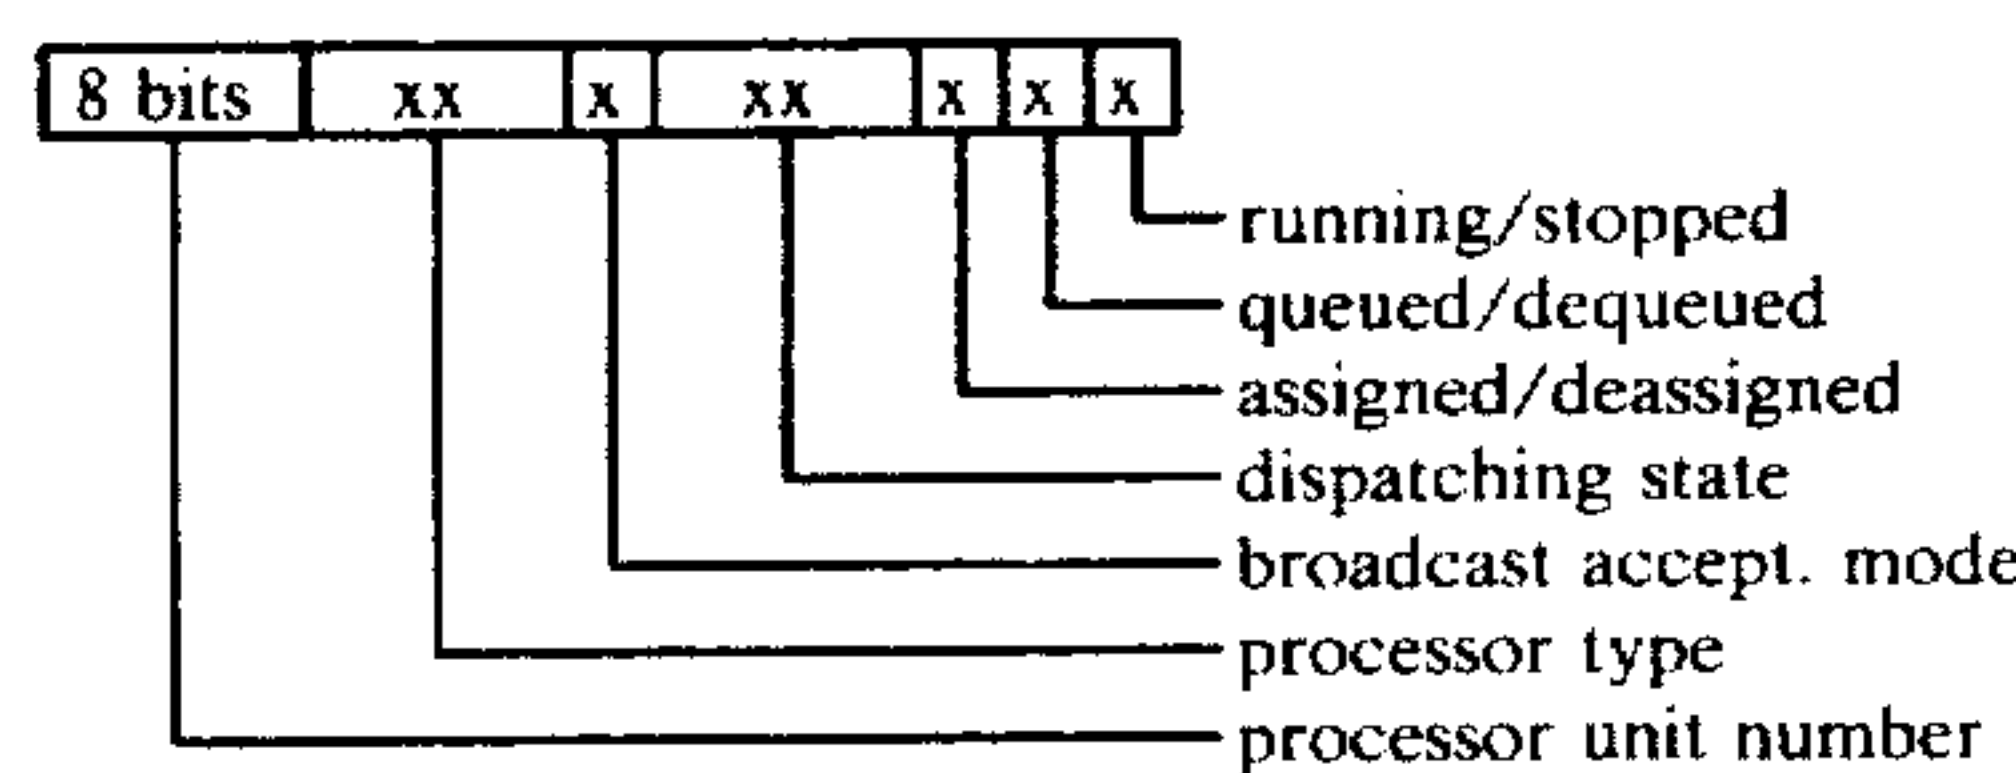 8 bits xx x xx x x x
running/stopped
queued/dequeued
assigned/deassigned
dispatching state
broadcast accept. mode
processor type
processor unit number